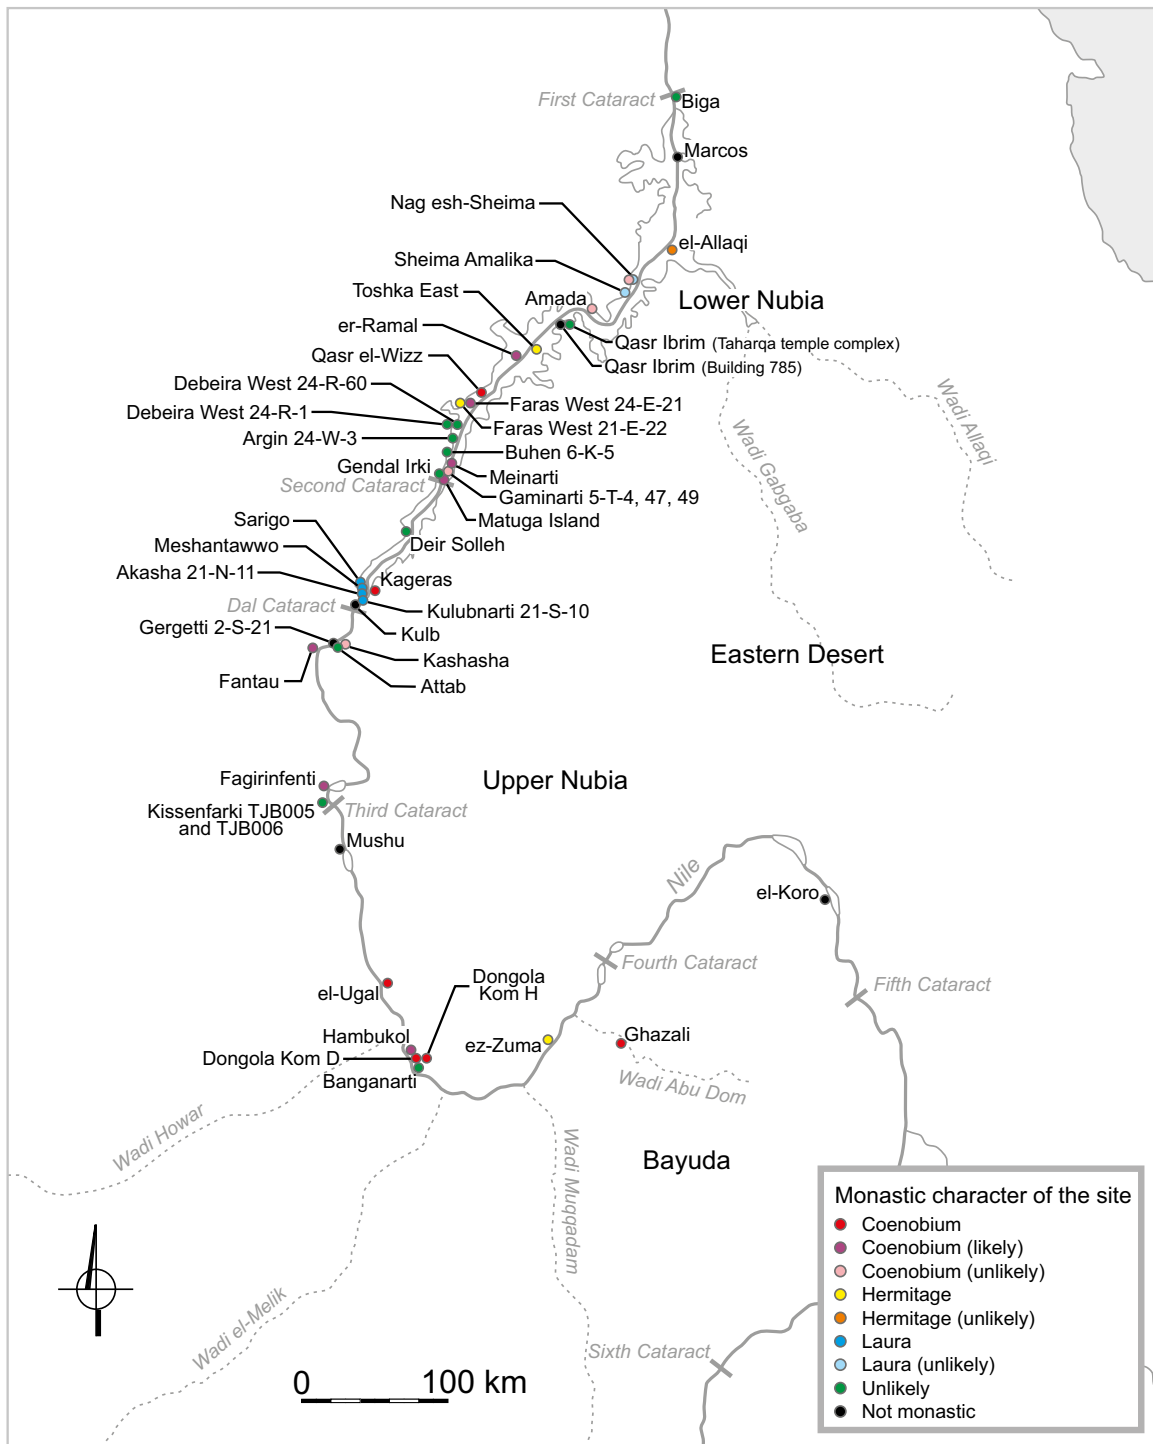 First Cataract
Biga
Marcos
Nag esh-Sheima
el-Allaqi
Sheima Amalika
Toshka East
Amada
Lower Nubia
er-Ramal
Qasr Ibrim (Taharqa temple complex)
Qasr el-Wizz
Qasr Ibrim (Building 785)
Debeira West 24-R-60
Faras West 24-E-21
Debeira West 24-R-1
Faras West 21-E-22
Argin 24-W-3
Buhen 6-K-5
Gendal Irki
Meinarti
Second Cataract
Gaminarti 5-T-4, 47, 49
Matuga Island
Wadi Allaqi
Wadi Gabgaba
Sarigo
Deir Solleh
Meshantawwo
Akasha 21-N-11
Kageras
Dal Cataract
Kulubnarti 21-S-10
Gergetti 2-S-21
Kulb
Kashasha
Fantau
Attab
Eastern Desert
Fagirinfenti
Upper Nubia
Kissenfarki TJB005
and TJB006
Third Cataract
Mushu
Nile
el-Koro
Fourth Cataract
Fifth Cataract
el-Ugal
Dongola
Kom H
Hambukol
Dongola Kom D
Banganarti
ez-Zuma
Ghazali
Wadi Abu Dom
Wadi Howar
Wadi Muqqadam
Bayuda
Wadi el-Melik
Sixth Cataract
0 100 km
Monastic character of the site
Coenobium
Coenobium (likely)
Coenobium (unlikely)
Hermitage
Hermitage (unlikely)
Laura
Laura (unlikely)
Unlikely
Not monastic